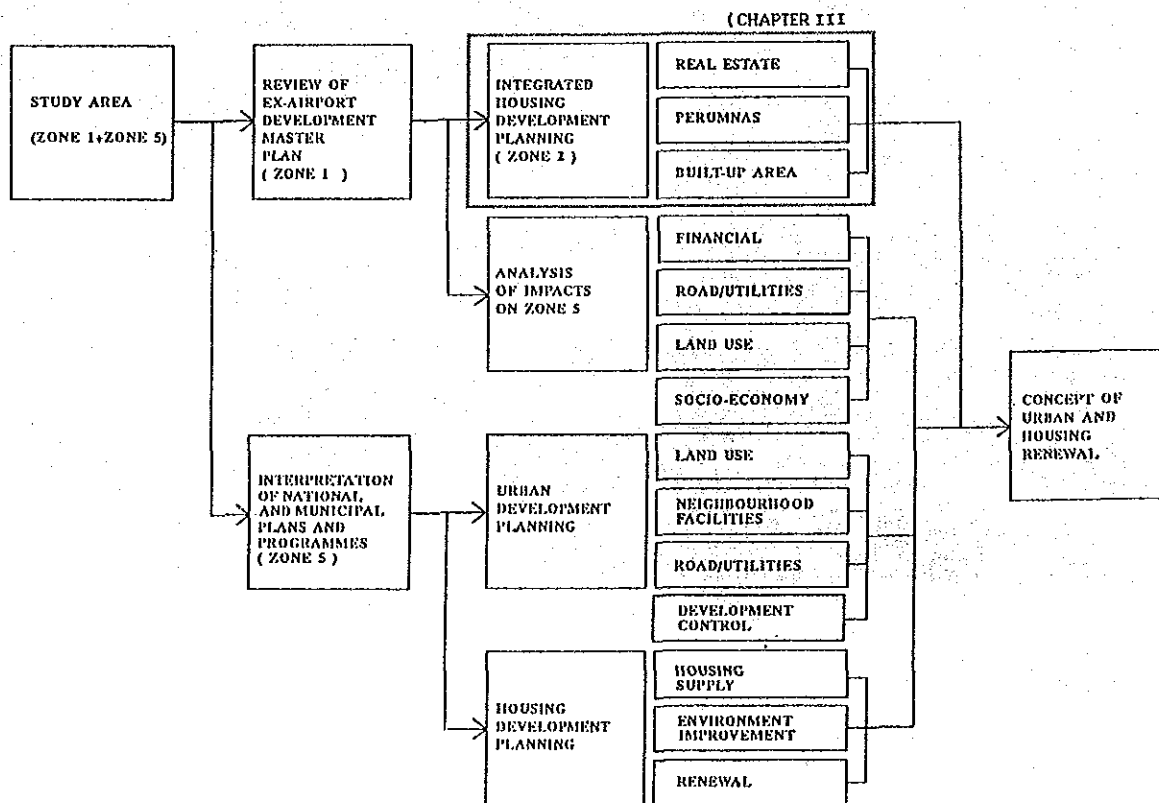 (CHAPTER III
STUDY AREA
(ZONE 1+ZONE 5)
REVIEW OF
EX-AIRPORT
DEVELOPMENT
MASTER
PLAN
( ZONE 1 )
INTEGRATED
HOUSING
DEVELOPMENT
PLANNING
( ZONE 2 )
REAL ESTATE
PERUMNAS
BUILT-UP AREA
ANALYSIS
OF IMPACTS
ON ZONE 5
FINANCIAL
ROAD/UTILITIES
LAND USE
SOCIO-ECONOMY
INTERPRETATION
OF NATIONAL
AND MUNICIPAL
PLANS AND
PROGRAMMES
( ZONE 5 )
URBAN
DEVELOPMENT
PLANNING
LAND USE
NEIGHBOURHOOD
FACILITIES
ROAD/UTILITIES
DEVELOPMENT
CONTROL
HOUSING
DEVELOPMENT
PLANNING
HOUSING
SUPPLY
ENVIRONMENT
IMPROVEMENT
RENEWAL
CONCEPT OF
URBAN AND
HOUSING
RENEWAL